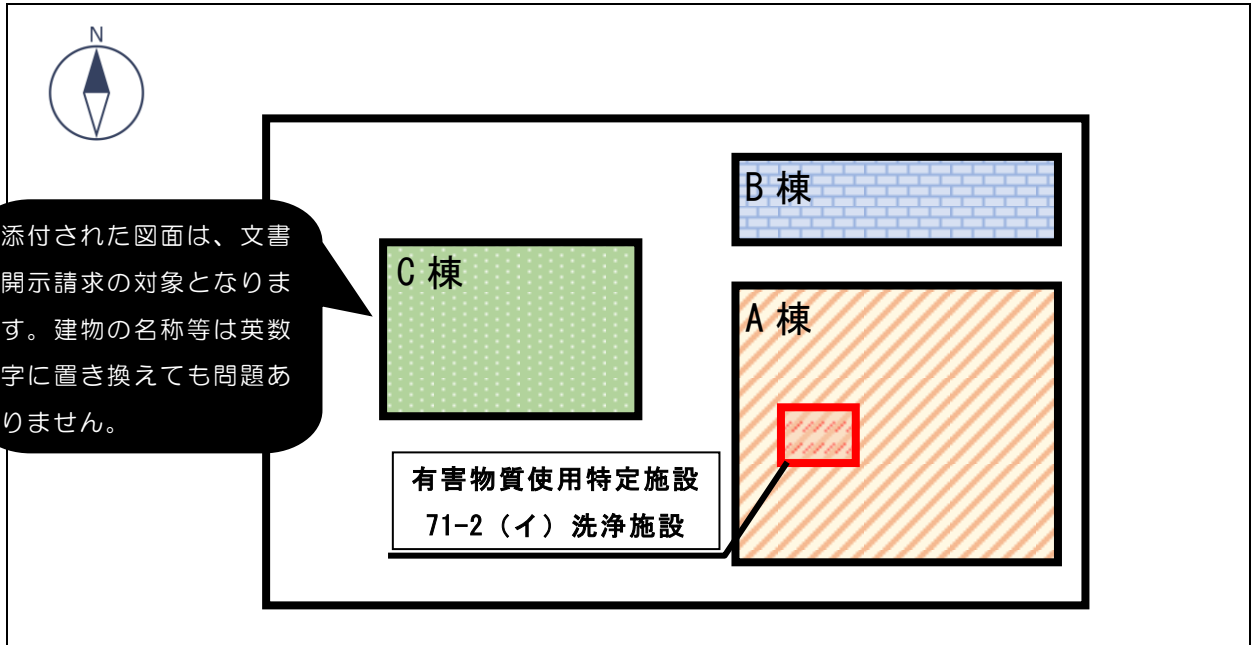 N
B 棟
添付された図面は、文書
開示請求の対象となりま
す。建物の名称等は英数
字に置き換えても問題あ
りません。
C 棟
A 棟
有害物質使用特定施設
71-2（イ）洗浄施設